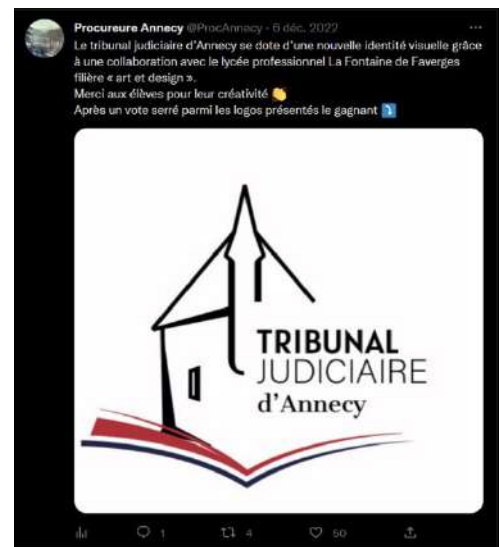 Procureure Annecy @ProcAnnecy · 6 déc. 2022
Le tribunal judiciaire d'Annecy se dote d'une nouvelle identité visuelle grâce
à une collaboration avec le lycée professionnel La Fontaine de Faverges
filière « art et design ».
Merci aux élèves pour leur créativité 👏
Après un vote serré parmi les logos présentés le gagnant ⤵️
TRIBUNAL
JUDICIAIRE
d'Annecy
1 4 50